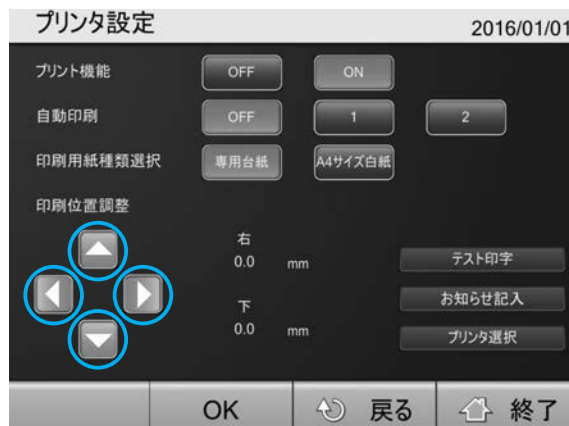 プリンタ設定 2016/01/01
プリント機能 OFF ON
自動印刷 OFF 1 2
印刷用紙種類選択 専用台紙 A4サイズ白紙
印刷位置調整
右
0.0 mm
テスト印字
お知らせ記入
下
0.0 mm
プリンタ選択
OK 戻る 終了